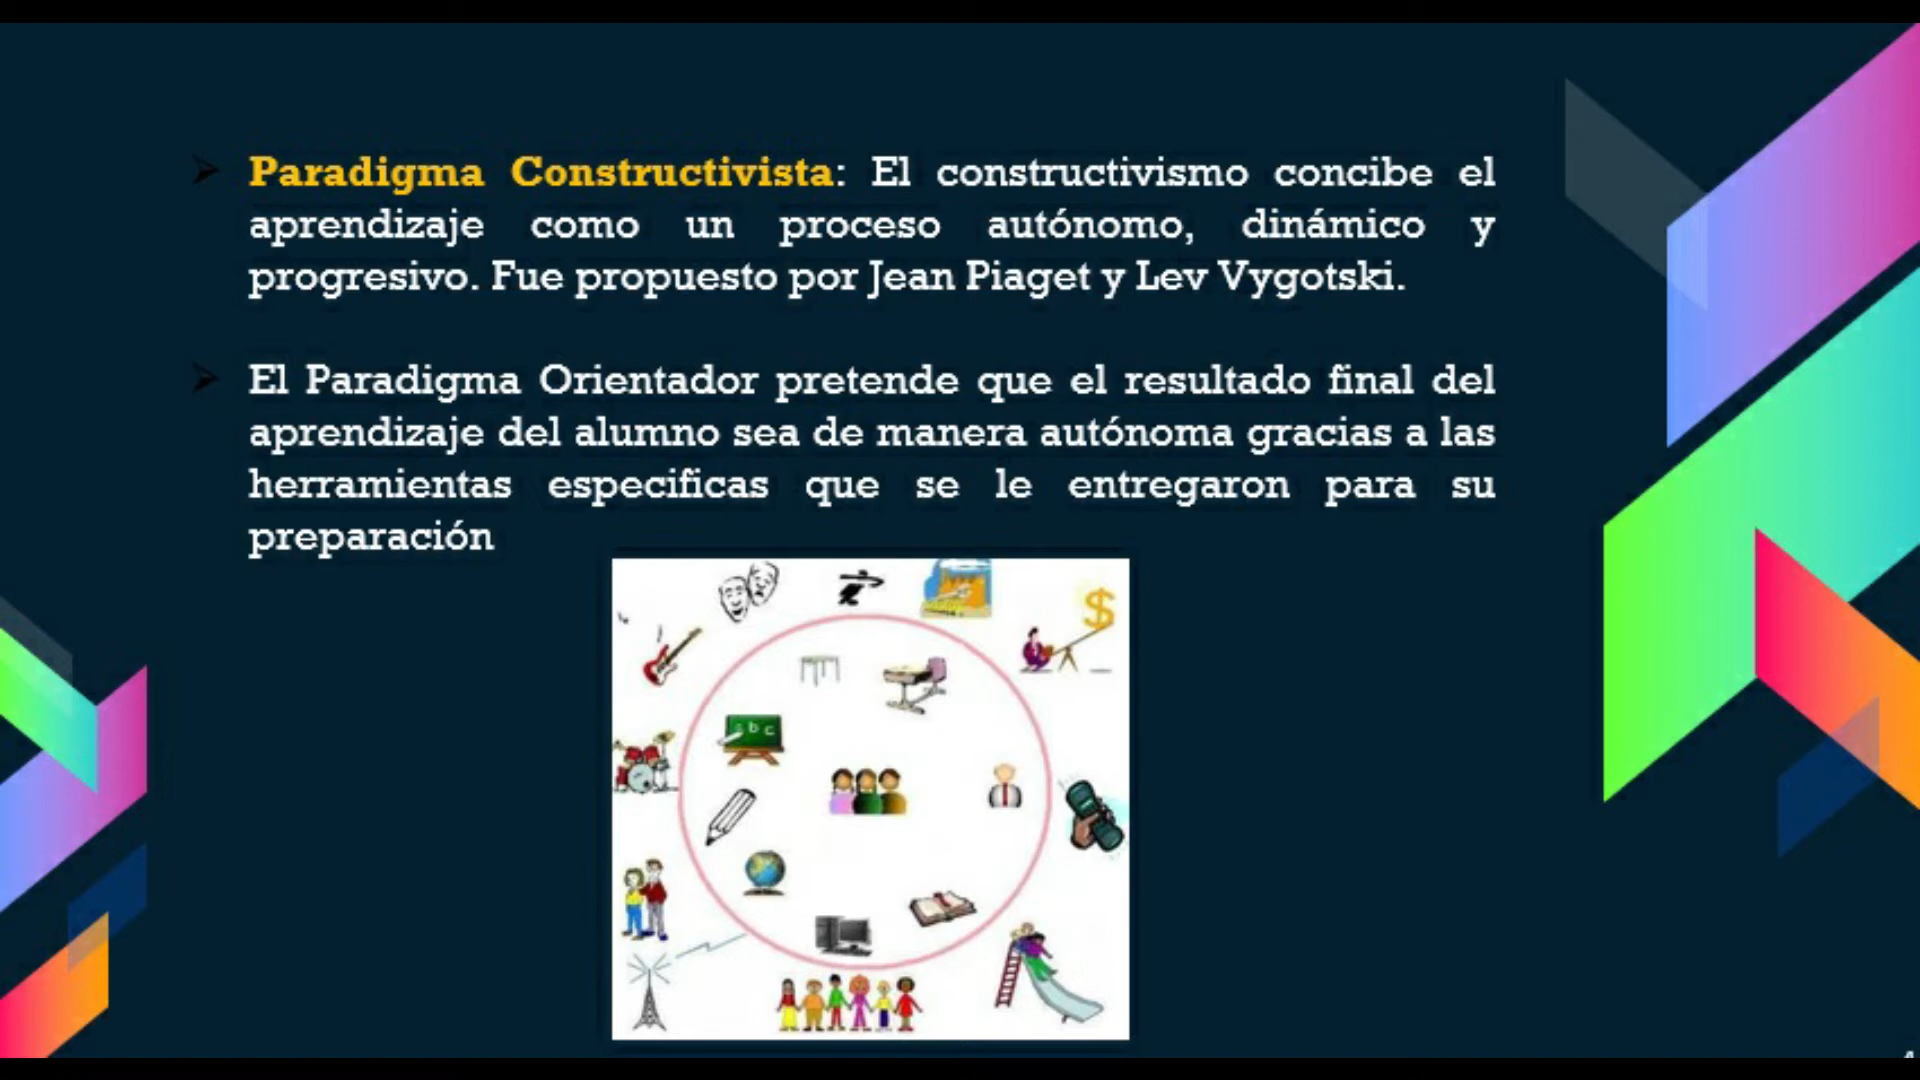 Paradigma Constructivista: El constructivismo concibe el
aprendizaje como un proceso autónomo, dinámico y
progresivo. Fue propuesto por Jean Piaget y Lev Vygotski.
El Paradigma Orientador pretende que el resultado final del
aprendizaje del alumno sea de manera autónoma gracias a las
herramientas especificas que se le entregaron para su
preparación
$
abc